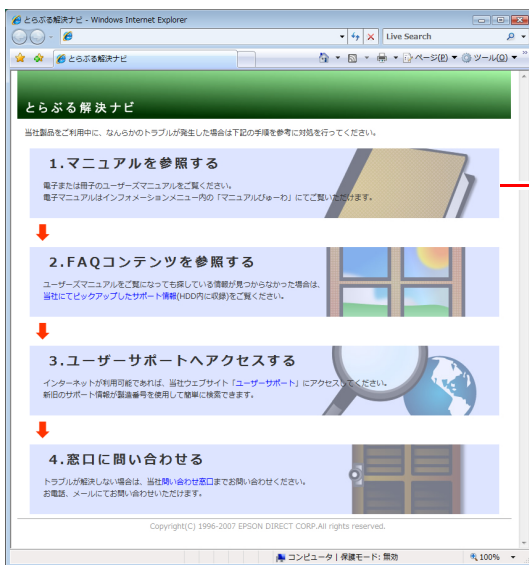 とらぶる解決ナビ - Windows Internet Explorer
Live Search
とらぶる解決ナビ
ページ(P) ツール(O)
とらぶる解決ナビ
当社製品をご利用中に、なんらかのトラブルが発生した場合は下記の手順を参考に対処を行ってください。
1.マニュアルを参照する
電子または冊子のユーザーズマニュアルをご覧ください。
電子マニュアルはインフォメーションメニュー内の「マニュアルびゅーわ」にてご覧いただけます。
2.FAQコンテンツを参照する
ユーザーズマニュアルをご覧になっても探している情報が見つからなかった場合は、
当社にてピックアップしたサポート情報(HDD内に収録)をご覧ください。
3.ユーザーサポートへアクセスする
インターネットが利用可能であれば、当社ウェブサイト「ユーザーサポート」にアクセスしてください。
新旧のサポート情報が製造番号を使用して簡単に検索できます。
4.窓口に問い合わせる
トラブルが解決しない場合は、当社問い合わせ窓口までお問い合わせください。
お電話、メールにてお問い合わせいただけます。
Copyright(C) 1996-2007 EPSON DIRECT CORP.All rights reserved.
コンピュータ | 保護モード: 無効
100%